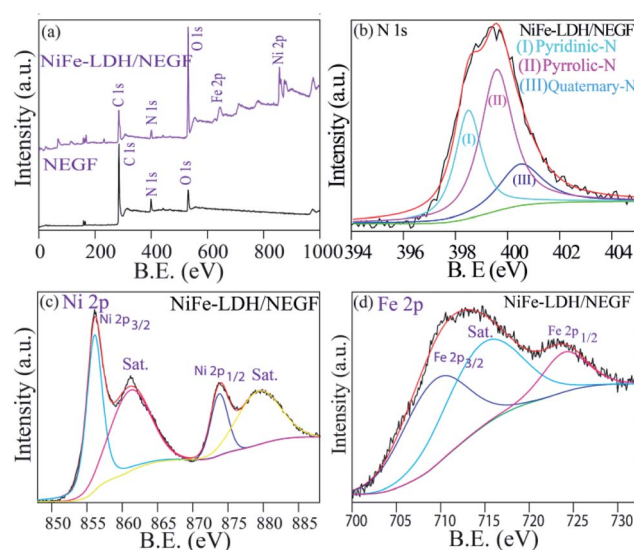 (a)
NiFe-LDH/NEGF
C 1s
N 1s
O 1s
Fe 2p
Ni 2p
NEGF
C 1s
N 1s
O 1s
Intensity (a.u.)
0 200 400 600 800 1000
B.E. (eV)
(b) N 1s NiFe-LDH/NEGF
(I)Pyridinic-N
(II)Pyrrolic-N
(III)Quaternary-N
(I)
(II)
(III)
Intensity (a.u.)
394 396 398 400 402 404
B. E (eV)
(c) Ni 2p NiFe-LDH/NEGF
Ni 2p3/2
Sat.
Ni 2p1/2
Sat.
Intensity (a.u.)
850 855 860 865 870 875 880 885
B.E. (eV)
(d) Fe 2p NiFe-LDH/NEGF
Fe 2p3/2
Sat.
Fe 2p1/2
Intensity (a.u.)
700 705 710 715 720 725 730
B.E. (eV)